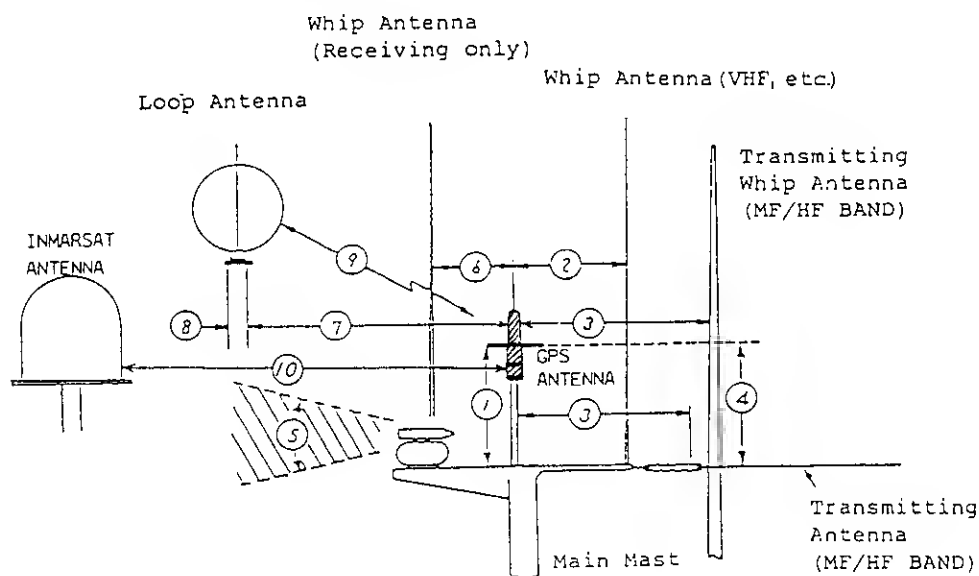 Whip Antenna
(Receiving only)
Whip Antenna (VHF, etc.)
Loop Antenna
Transmitting
Whip Antenna
(MF/HF BAND)
INMARSAT
ANTENNA
9
6
2
8
7
3
GPS
ANTENNA
10
1
3
4
5
Transmitting
Antenna
(MF/HF BAND)
Main Mast